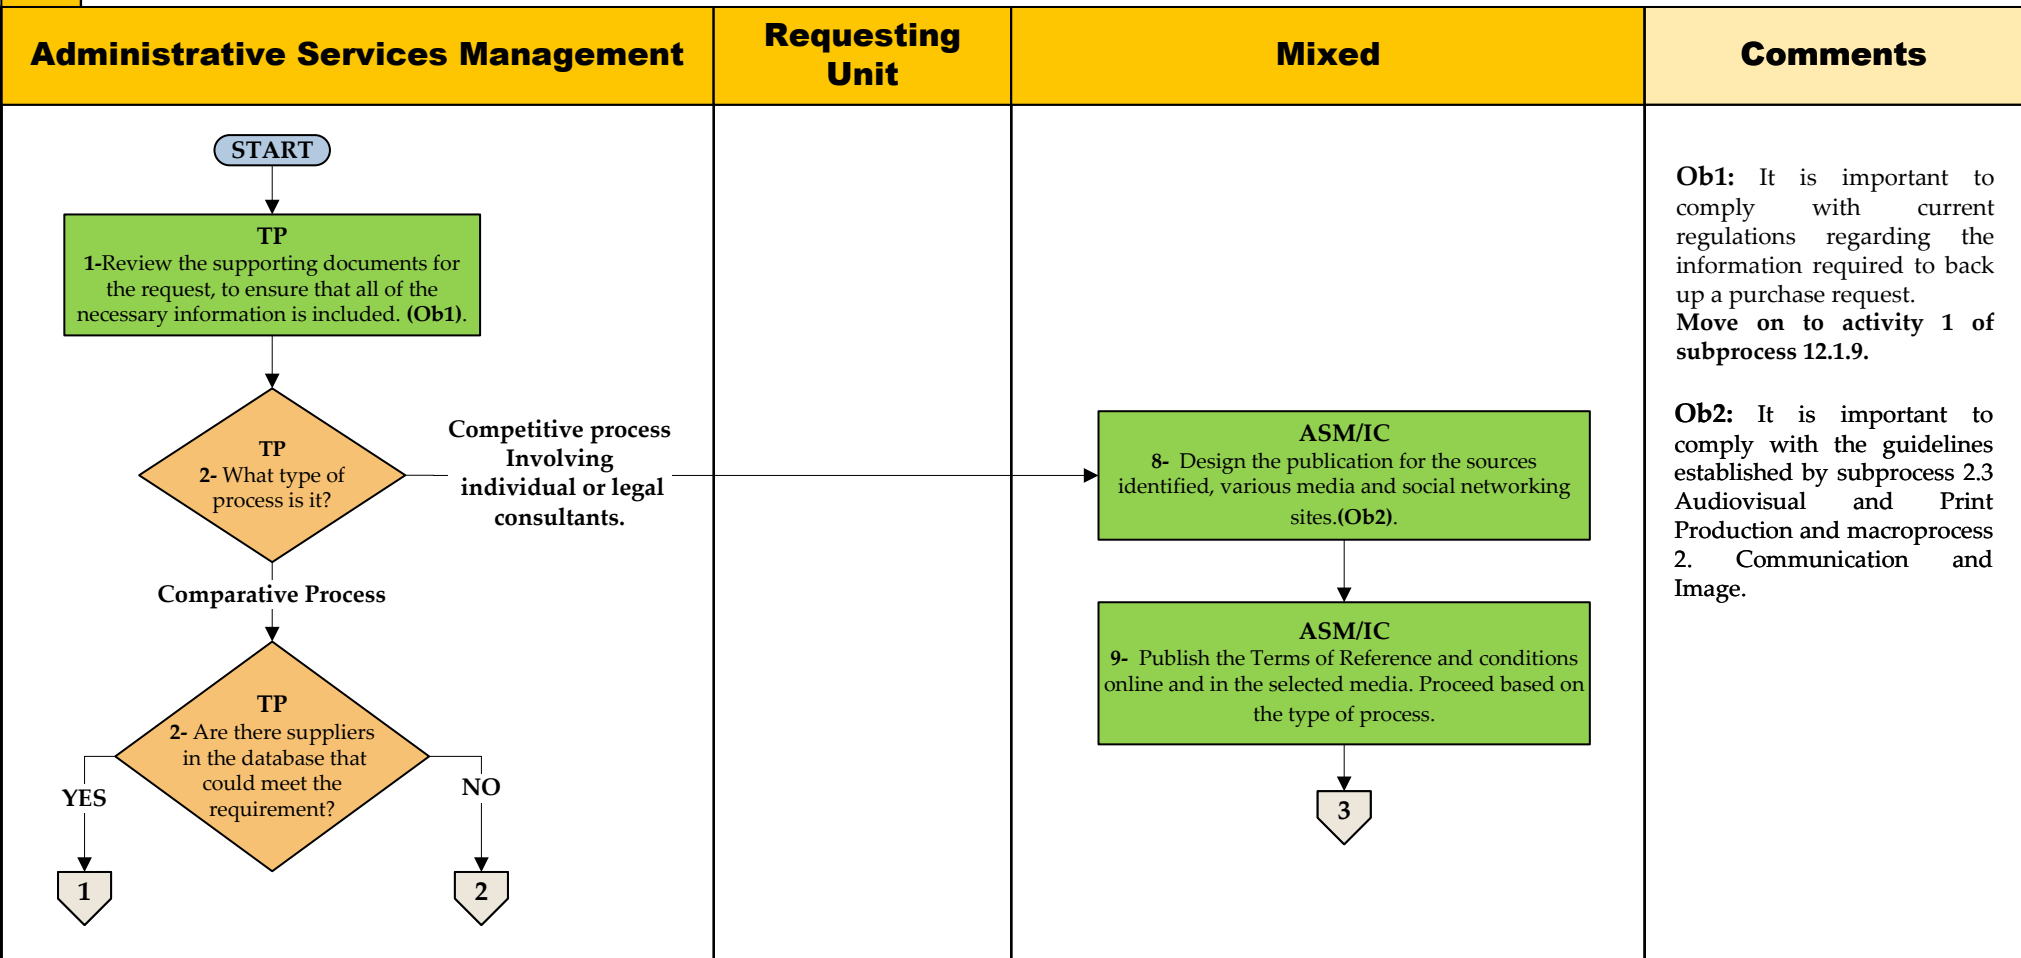 Administrative Services Management
Requesting
Unit
Mixed
Comments
START
TP
1-Review the supporting documents for
the request, to ensure that all of the
necessary information is included. (Ob1).
TP
2- What type of
process is it?
Competitive process
Involving
individual or legal
consultants.
Comparative Process
TP
2- Are there suppliers
in the database that
could meet the
requirement?
YES
NO
1
2
ASM/IC
8- Design the publication for the sources
identified, various media and social networking
sites.(Ob2).
ASM/IC
9- Publish the Terms of Reference and conditions
online and in the selected media. Proceed based on
the type of process.
3
Ob1: It is important to
comply with current
regulations regarding the
information required to back
up a purchase request.
Move on to activity 1 of
subprocess 12.1.9.
Ob2: It is important to
comply with the guidelines
established by subprocess 2.3
Audiovisual and Print
Production and macroprocess
2. Communication and
Image.